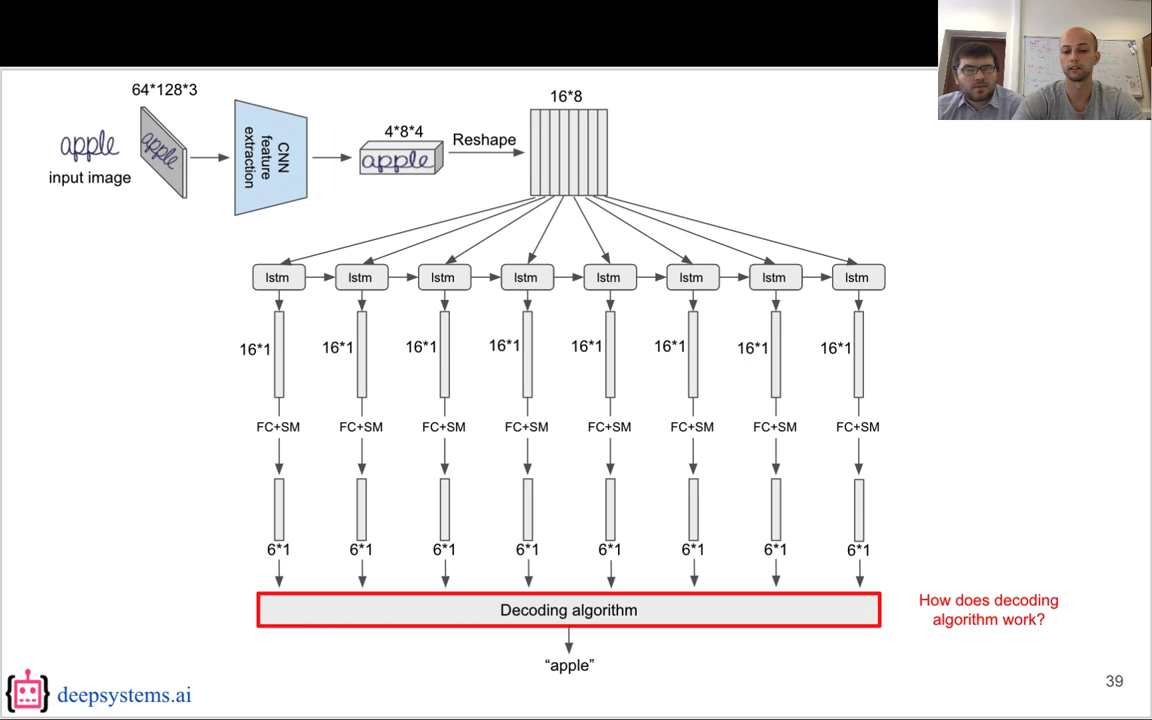 64*128*3
apple
input image
apple
CNN
feature
extraction
4*8*4
apple
Reshape
16*8
lstm lstm lstm lstm lstm lstm lstm lstm
16*1 16*1 16*1 16*1 16*1 16*1 16*1 16*1
FC+SM FC+SM FC+SM FC+SM FC+SM FC+SM FC+SM FC+SM
6*1 6*1 6*1 6*1 6*1 6*1 6*1 6*1
Decoding algorithm
How does decoding
algorithm work?
“apple”
deepsystems.ai
39